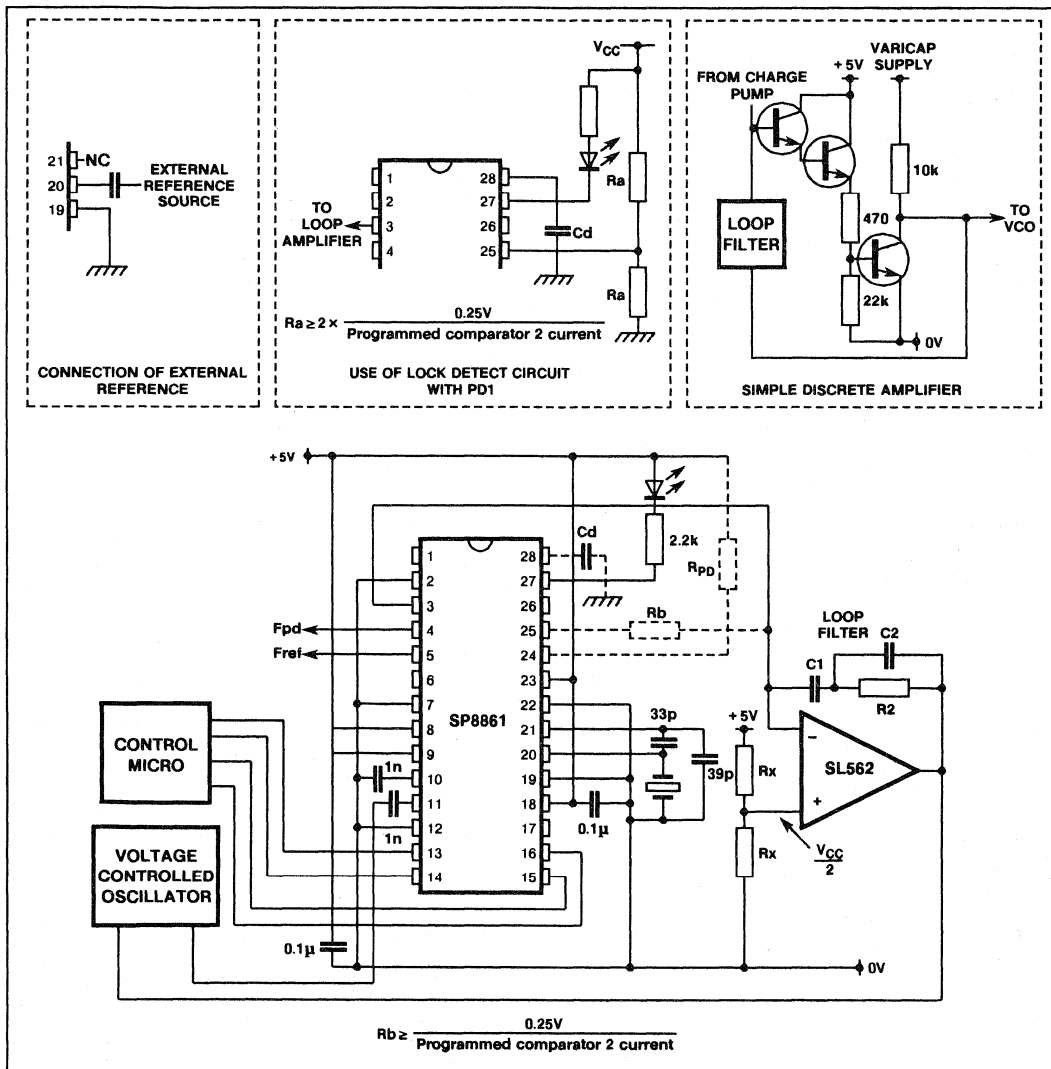 21
NC
20
19
EXTERNAL
REFERENCE
SOURCE
CONNECTION OF EXTERNAL
REFERENCE
VCC
1
2
3
4
28
27
26
25
TO
LOOP
AMPLIFIER
Cd
Ra
Ra
Ra ≥ 2 × 0.25V
Programmed comparator 2 current
USE OF LOCK DETECT CIRCUIT
WITH PD1
FROM CHARGE
PUMP
+5V
VARICAP
SUPPLY
10k
LOOP
FILTER
470
22k
TO
VCO
0V
SIMPLE DISCRETE AMPLIFIER
+5V
1
2
3
4
5
6
7
8
9
10
11
12
13
14
SP8861
28
27
26
25
24
23
22
21
20
19
18
17
16
15
Fpd
Fref
CONTROL
MICRO
VOLTAGE
CONTROLLED
OSCILLATOR
1n
1n
0.1µ
Cd
2.2k
RPD
Rb
33p
39p
0.1µ
LOOP
FILTER
C2
C1
R2
+5V
Rx
Rx
VCC
2
−
+
SL562
0V
Rb ≥ 0.25V
Programmed comparator 2 current